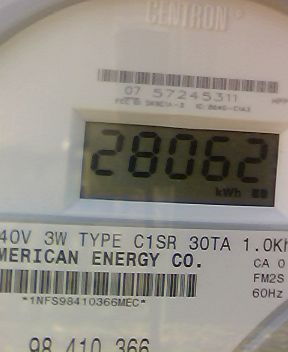 CENTRON
07 57245311
28062
kWh
40V 3W TYPE C1SR 30TA 1.0Kh
MERICAN ENERGY CO.
CA 0
FM2S
*1NFS98410366MEC*
60Hz
98 410 366